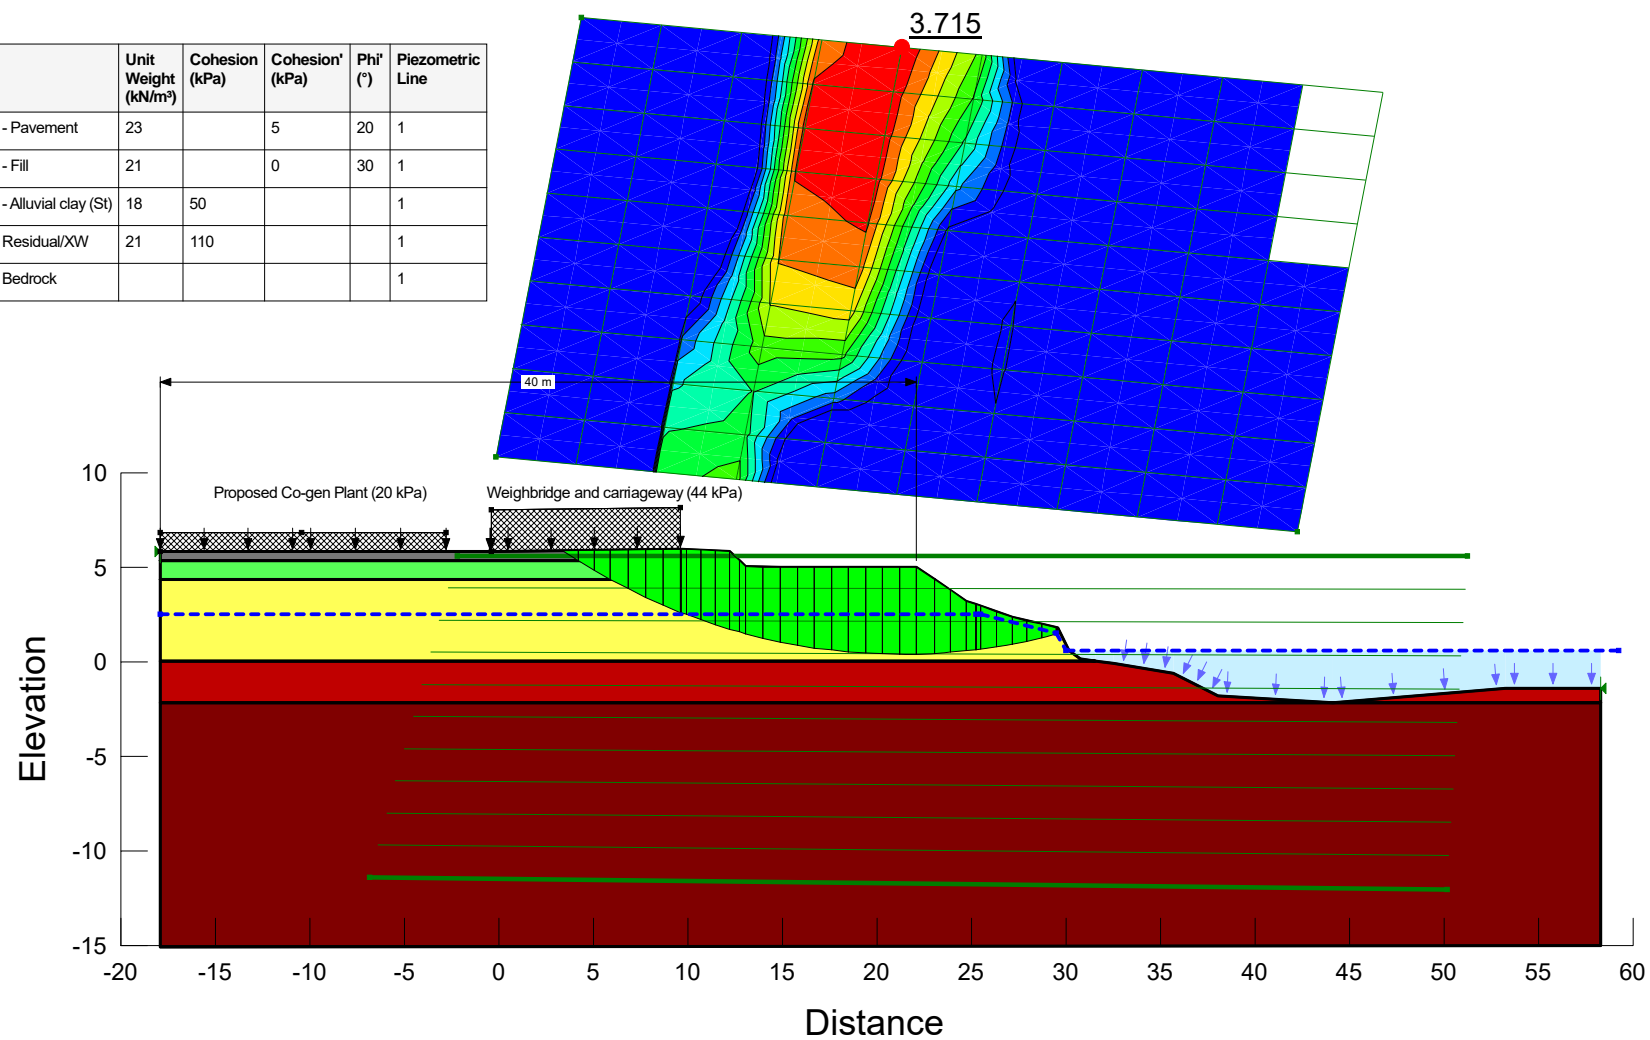 3.715
Unit Weight (kN/m³) Cohesion (kPa) Cohesion' (kPa) Phi' (°) Piezometric Line
- Pavement 23 5 20 1
- Fill 21 0 30 1
- Alluvial clay (St) 18 50 1
Residual/XW 21 110 1
Bedrock 1
40 m
Proposed Co-gen Plant (20 kPa) Weighbridge and carriageway (44 kPa)
10
5
0
-5
-10
-15
Elevation
-20 -15 -10 -5 0 5 10 15 20 25 30 35 40 45 50 55 60
Distance